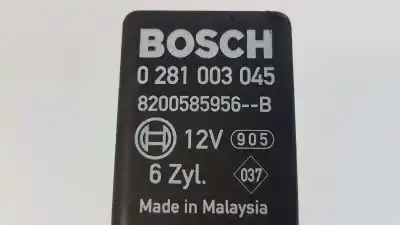 BOSCH
0 281 003 045
8200585956--B
12V 905
6 Zyl. 037
Made in Malaysia